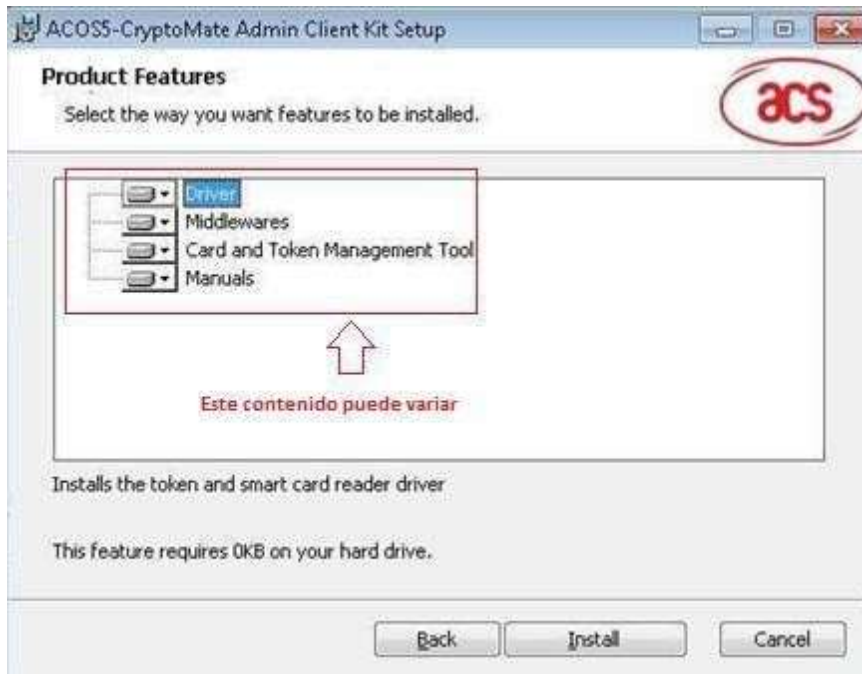 ACOS5-CryptoMate Admin Client Kit Setup
Product Features
Select the way you want features to be installed.
acs
Driver
Middlewares
Card and Token Management Tool
Manuals
Este contenido puede variar
Installs the token and smart card reader driver
This feature requires 0KB on your hard drive.
Back
Install
Cancel